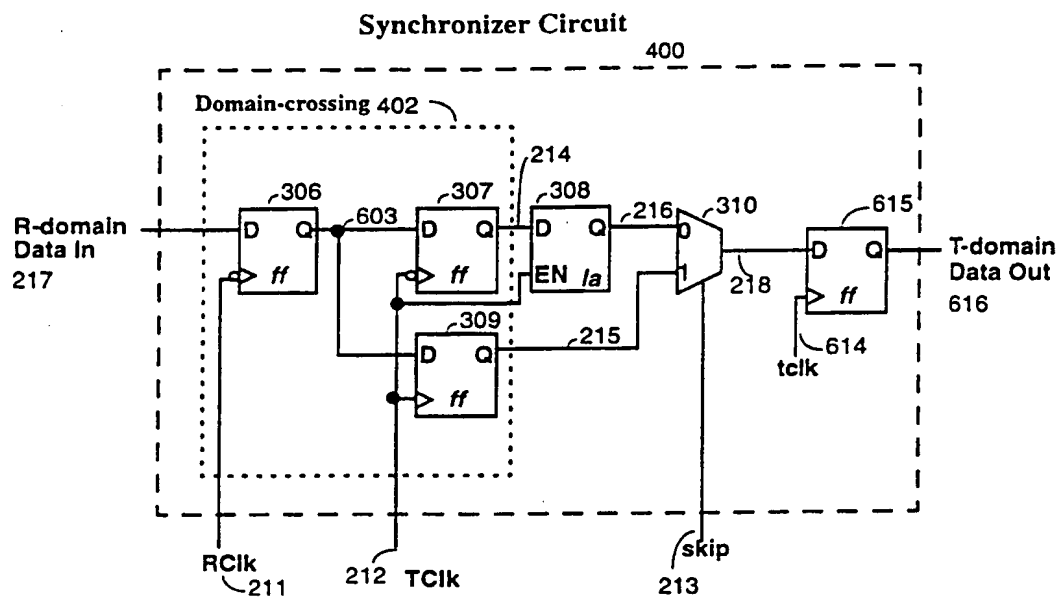 Synchronizer Circuit
400
Domain-crossing 402
214
306
307
308
216
310
615
R-domain
Data In
217
D Q
ff
603
D Q
ff
D Q
EN la
0
1
218
D Q
ff
T-domain
Data Out
616
309
D Q
ff
215
614
tclk
RClk
211
212
TClk
skip
213